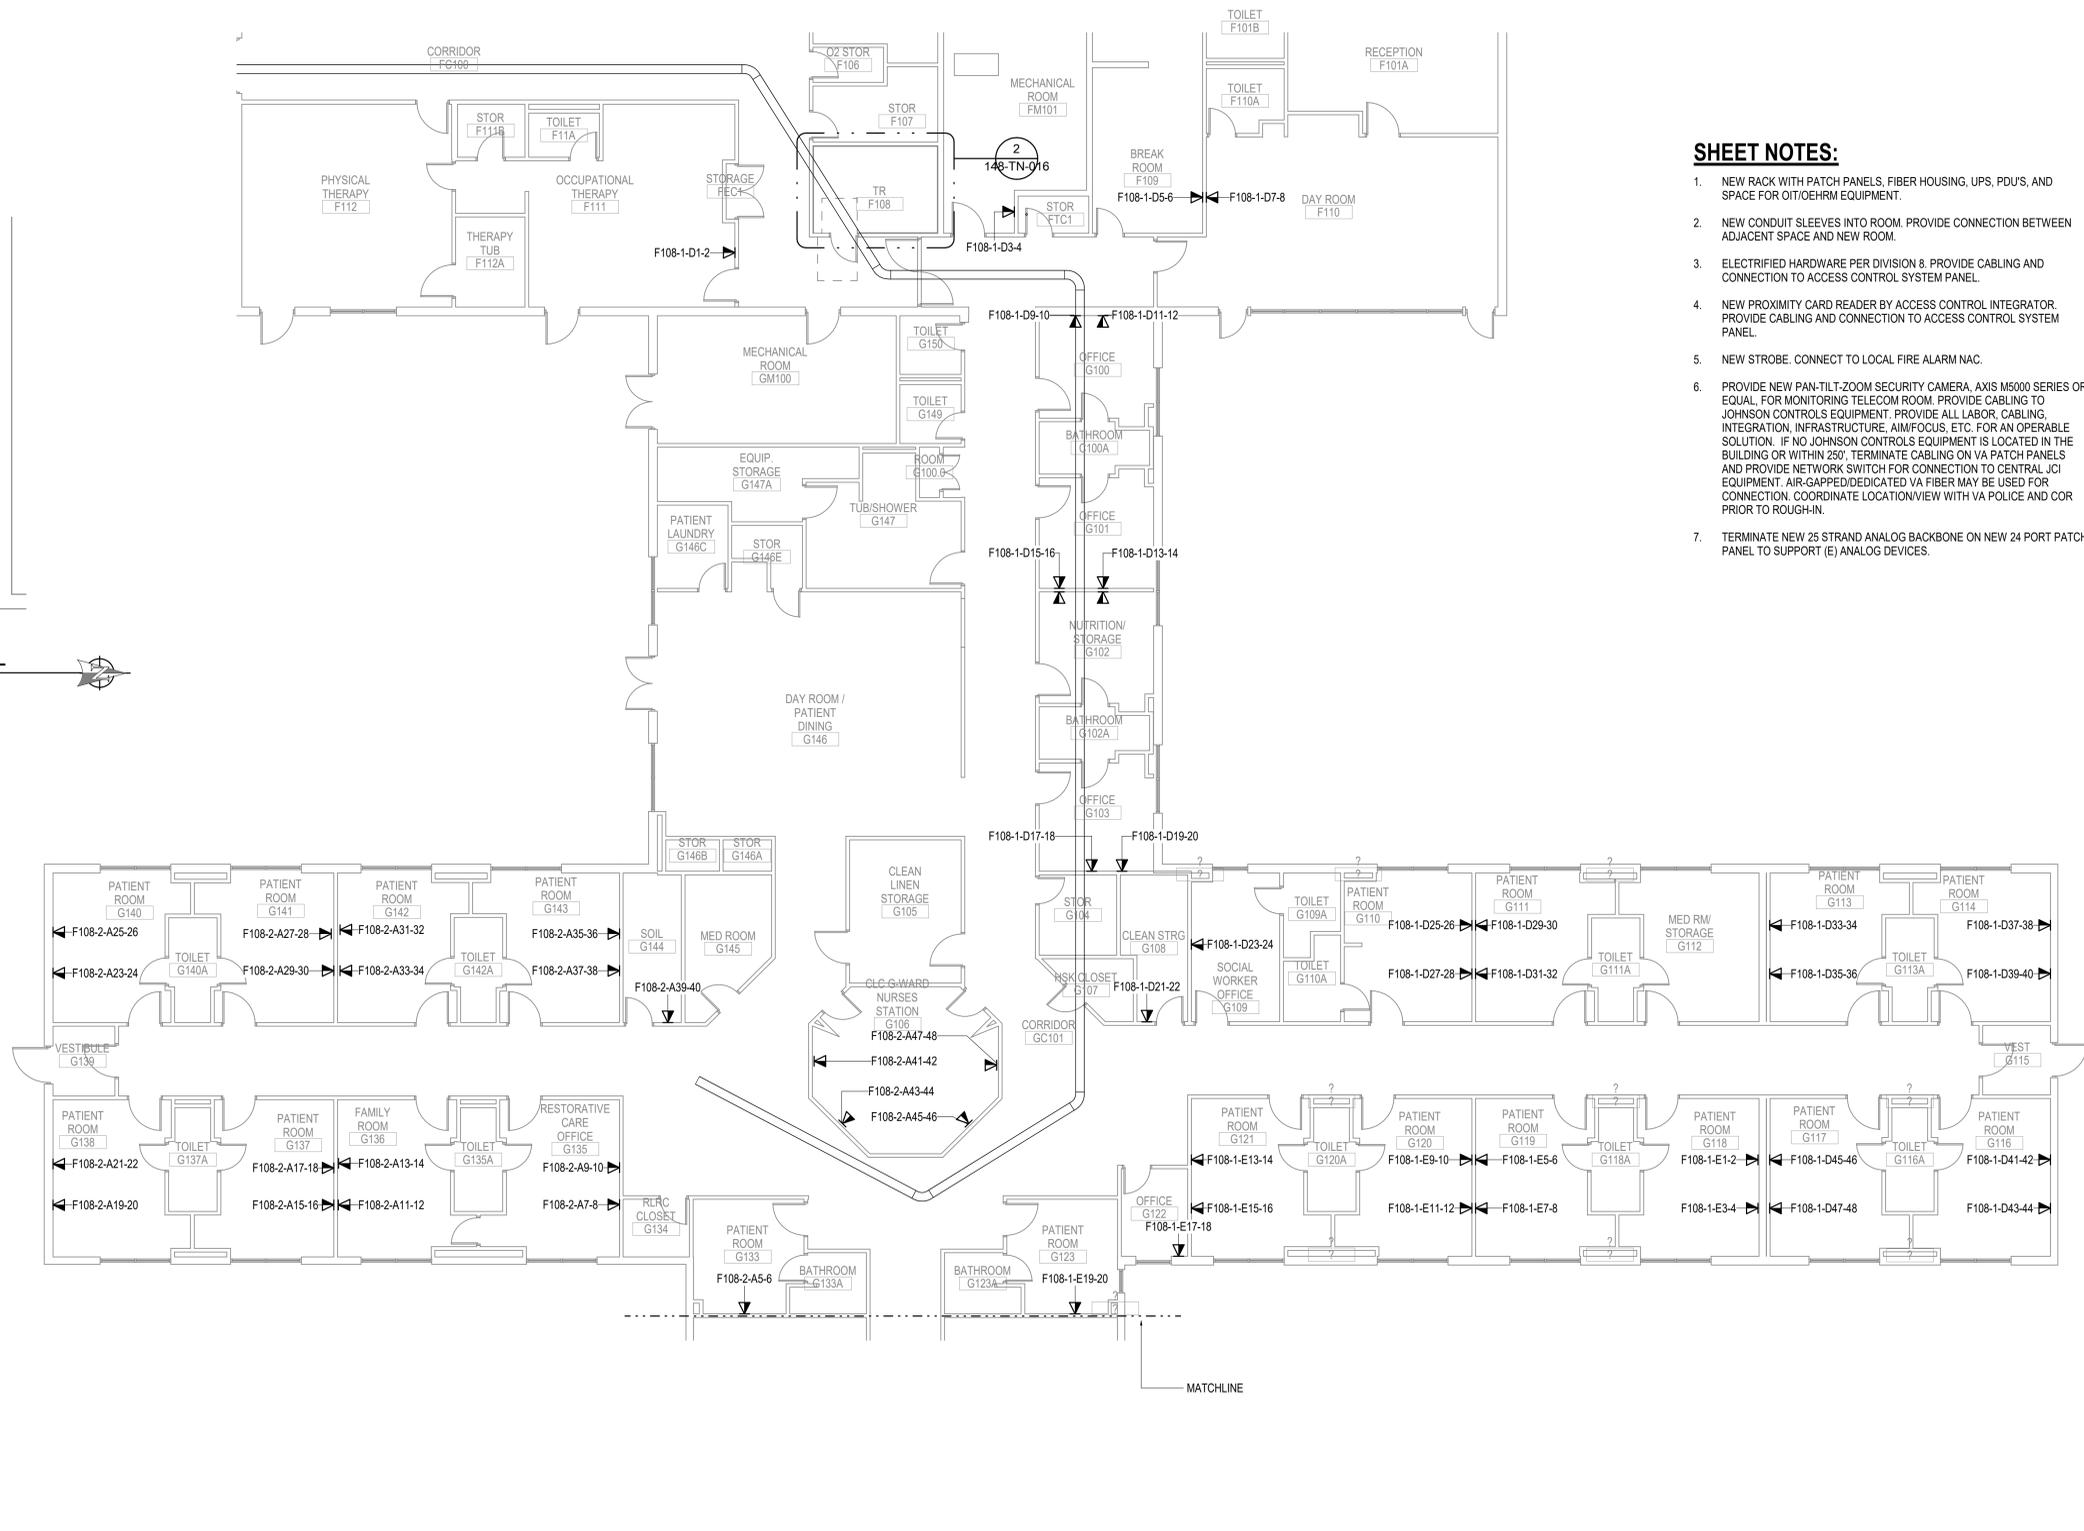 TOILET
F101B
CORRIDOR
FC100
O2 STOR
F106
RECEPTION
F101A
MECHANICAL
ROOM
FM101
TOILET
F110A
STOR
F107
STOR
F111B
TOILET
F11A
2
148-TN-016
BREAK
ROOM
F109
PHYSICAL
THERAPY
F112
OCCUPATIONAL
THERAPY
F111
STORAGE
FEC1
TR
F108
STOR
FTC1
F108-1-D5-6
F108-1-D7-8
DAY ROOM
F110
THERAPY
TUB
F112A
F108-1-D1-2
F108-1-D3-4
F108-1-D9-10
F108-1-D11-12
TOILET
G150
MECHANICAL
ROOM
GM100
OFFICE
G100
TOILET
G149
BATHROOM
C100A
EQUIP.
STORAGE
G147A
ROOM
G100.0
TUB/SHOWER
G147
OFFICE
G101
PATIENT
LAUNDRY
G146C
STOR
G146E
F108-1-D15-16
F108-1-D13-14
NUTRITION/
STORAGE
G102
DAY ROOM /
PATIENT
DINING
G146
BATHROOM
G102A
OFFICE
G103
F108-1-D17-18
F108-1-D19-20
STOR
G146B
STOR
G146A
PATIENT
ROOM
G140
PATIENT
ROOM
G141
PATIENT
ROOM
G142
PATIENT
ROOM
G143
F108-2-A25-26
F108-2-A27-28
F108-2-A31-32
F108-2-A35-36
F108-2-A23-24
TOILET
G140A
F108-2-A29-30
F108-2-A33-34
TOILET
G142A
F108-2-A37-38
SOIL
G144
MED ROOM
G145
F108-2-A39-40
CLEAN
LINEN
STORAGE
G105
CLC G-WARD
NURSES
STATION
G106
F108-2-A47-48
F108-2-A41-42
F108-2-A43-44
F108-2-A45-46
CORRIDOR
GC101
STOR
G104
CLEAN STRG
G108
HSK CLOSET
G107
F108-1-D21-22
?
?
F108-1-D23-24
SOCIAL
WORKER
OFFICE
G109
TOILET
G109A
TOILET
G110A
?
?
PATIENT
ROOM
G110
F108-1-D25-26
F108-1-D27-28
PATIENT
ROOM
G111
F108-1-D29-30
F108-1-D31-32
?
?
TOILET
G111A
MED RM/
STORAGE
G112
PATIENT
ROOM
G113
F108-1-D33-34
F108-1-D35-36
TOILET
G113A
PATIENT
ROOM
G114
F108-1-D37-38
F108-1-D39-40
VESTIBULE
G139
VEST
G115
PATIENT
ROOM
G138
F108-2-A21-22
F108-2-A19-20
TOILET
G137A
PATIENT
ROOM
G137
F108-2-A17-18
F108-2-A15-16
FAMILY
ROOM
G136
F108-2-A13-14
F108-2-A11-12
TOILET
G135A
RESTORATIVE
CARE
OFFICE
G135
F108-2-A9-10
F108-2-A7-8
RLRC
CLOSET
G134
PATIENT
ROOM
G133
F108-2-A5-6
BATHROOM
G133A
BATHROOM
G123A
PATIENT
ROOM
G123
F108-1-E19-20
?
?
OFFICE
G122
F108-1-E17-18
PATIENT
ROOM
G121
F108-1-E13-14
F108-1-E15-16
?
?
TOILET
G120A
?
?
PATIENT
ROOM
G120
F108-1-E9-10
F108-1-E11-12
PATIENT
ROOM
G119
F108-1-E5-6
F108-1-E7-8
?
?
TOILET
G118A
?
?
PATIENT
ROOM
G118
F108-1-E1-2
F108-1-E3-4
PATIENT
ROOM
G117
F108-1-D45-46
F108-1-D47-48
?
?
TOILET
G116A
?
?
PATIENT
ROOM
G116
F108-1-D41-42
F108-1-D43-44
MATCHLINE
SHEET NOTES:
1. NEW RACK WITH PATCH PANELS, FIBER HOUSING, UPS, PDU'S, AND
SPACE FOR OIT/OEHRM EQUIPMENT.
2. NEW CONDUIT SLEEVES INTO ROOM. PROVIDE CONNECTION BETWEEN
ADJACENT SPACE AND NEW ROOM.
3. ELECTRIFIED HARDWARE PER DIVISION 8. PROVIDE CABLING AND
CONNECTION TO ACCESS CONTROL SYSTEM PANEL.
4. NEW PROXIMITY CARD READER BY ACCESS CONTROL INTEGRATOR.
PROVIDE CABLING AND CONNECTION TO ACCESS CONTROL SYSTEM
PANEL.
5. NEW STROBE. CONNECT TO LOCAL FIRE ALARM NAC.
6. PROVIDE NEW PAN-TILT-ZOOM SECURITY CAMERA, AXIS M5000 SERIES OR
EQUAL, FOR MONITORING TELECOM ROOM. PROVIDE CABLING TO
JOHNSON CONTROLS EQUIPMENT. PROVIDE ALL LABOR, CABLING,
INTEGRATION, INFRASTRUCTURE, AIM/FOCUS, ETC. FOR AN OPERABLE
SOLUTION. IF NO JOHNSON CONTROLS EQUIPMENT IS LOCATED IN THE
BUILDING OR WITHIN 250', TERMINATE CABLING ON VA PATCH PANELS
AND PROVIDE NETWORK SWITCH FOR CONNECTION TO CENTRAL JCI
EQUIPMENT. AIR-GAPPED/DEDICATED VA FIBER MAY BE USED FOR
CONNECTION. COORDINATE LOCATION/VIEW WITH VA POLICE AND COR
PRIOR TO ROUGH-IN.
7. TERMINATE NEW 25 STRAND ANALOG BACKBONE ON NEW 24 PORT PATCH
PANEL TO SUPPORT (E) ANALOG DEVICES.